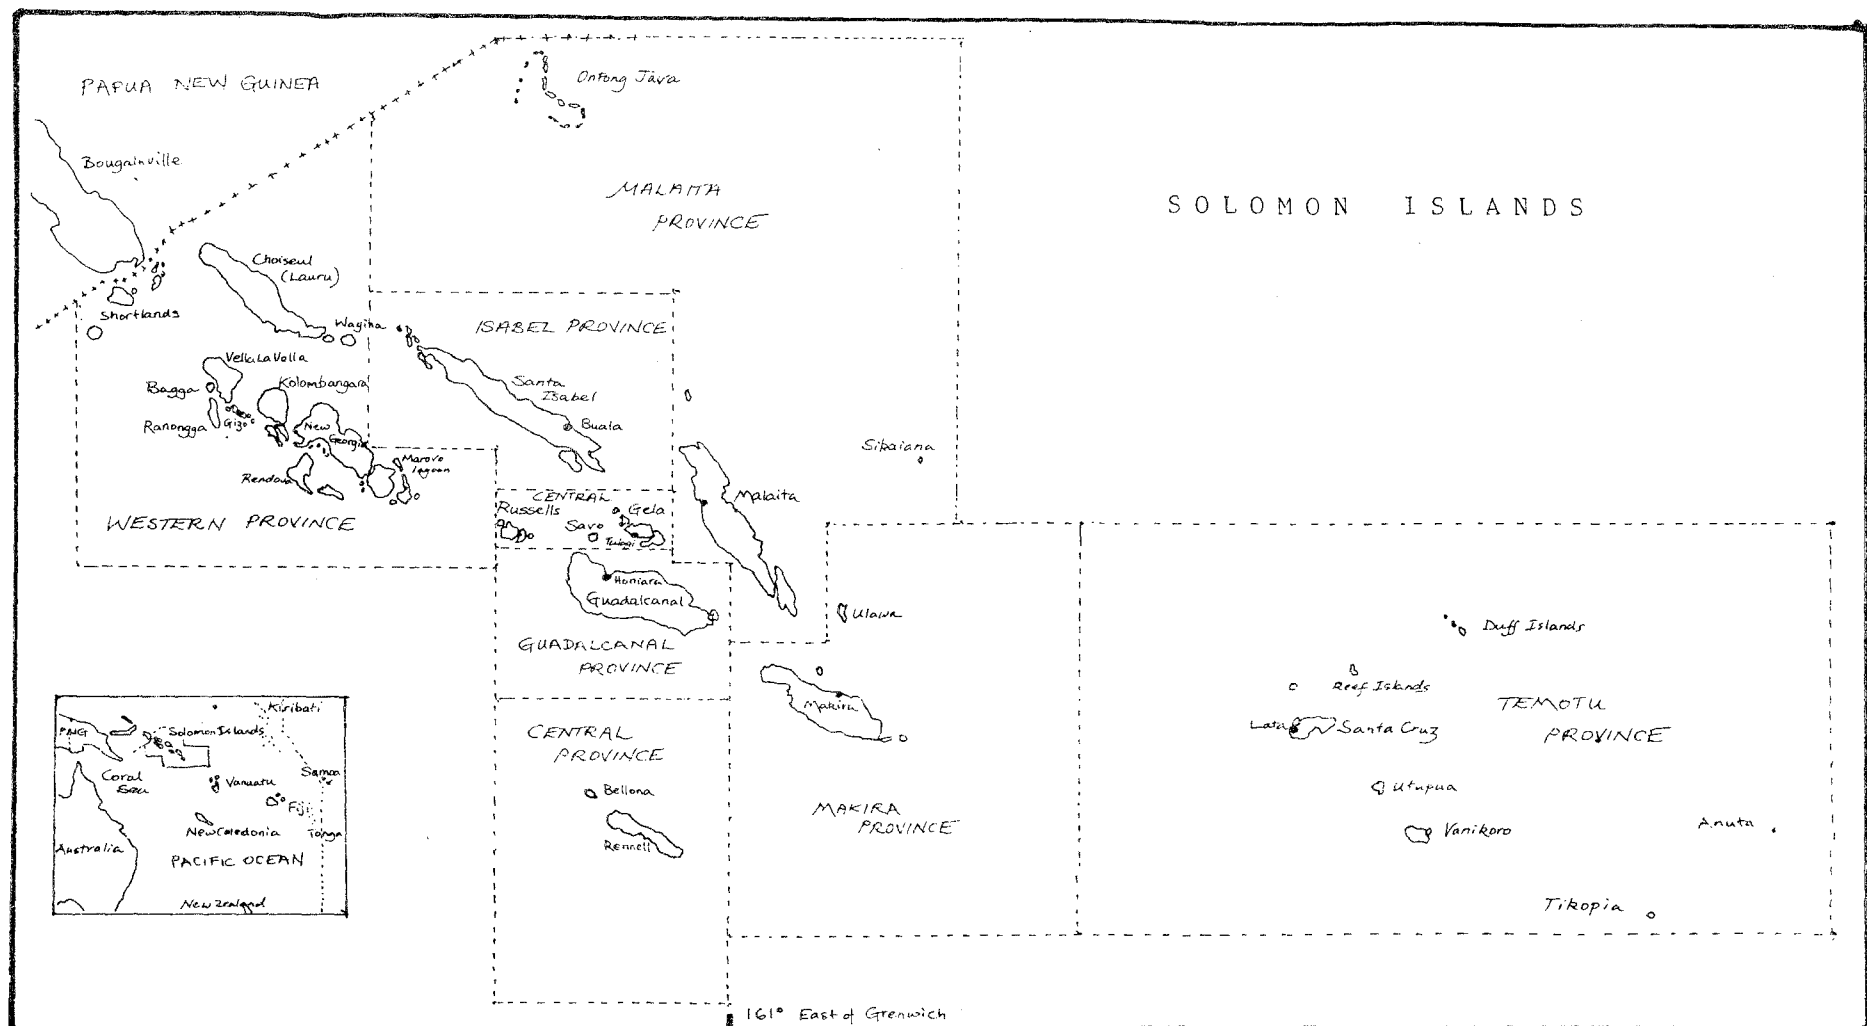 PAPUA NEW GUINEA
Ontong Java
Bougainville
MALAITA
PROVINCE
SOLOMON ISLANDS
Choiseul
(Lauru)
Shortlands
Wagina
ISABEL PROVINCE
Vella La Vella
Bagga
Kolombangara
Santa
Isabel
Ranongga
Gizo
New
Georgia
Buala
Marovo
lagoon
Sikaiana
Rendova
CENTRAL
Malaita
Russells
Gela
Savo
Tulagi
WESTERN PROVINCE
Honiara
Guadalcanal
Ulawa
Duff Islands
GUADALCANAL
PROVINCE
Reef Islands
TEMOTU
PROVINCE
Makira
Lata
Santa Cruz
CENTRAL
PROVINCE
Kiribati
PNG
Solomon Islands
Coral
Sea
Vanuatu
Samoa
Fiji
New Caledonia
Tonga
Australia
PACIFIC OCEAN
New Zealand
Utupua
Bellona
MAKIRA
PROVINCE
Vanikoro
Anuta
Rennell
Tikopia
161° East of Grenwich